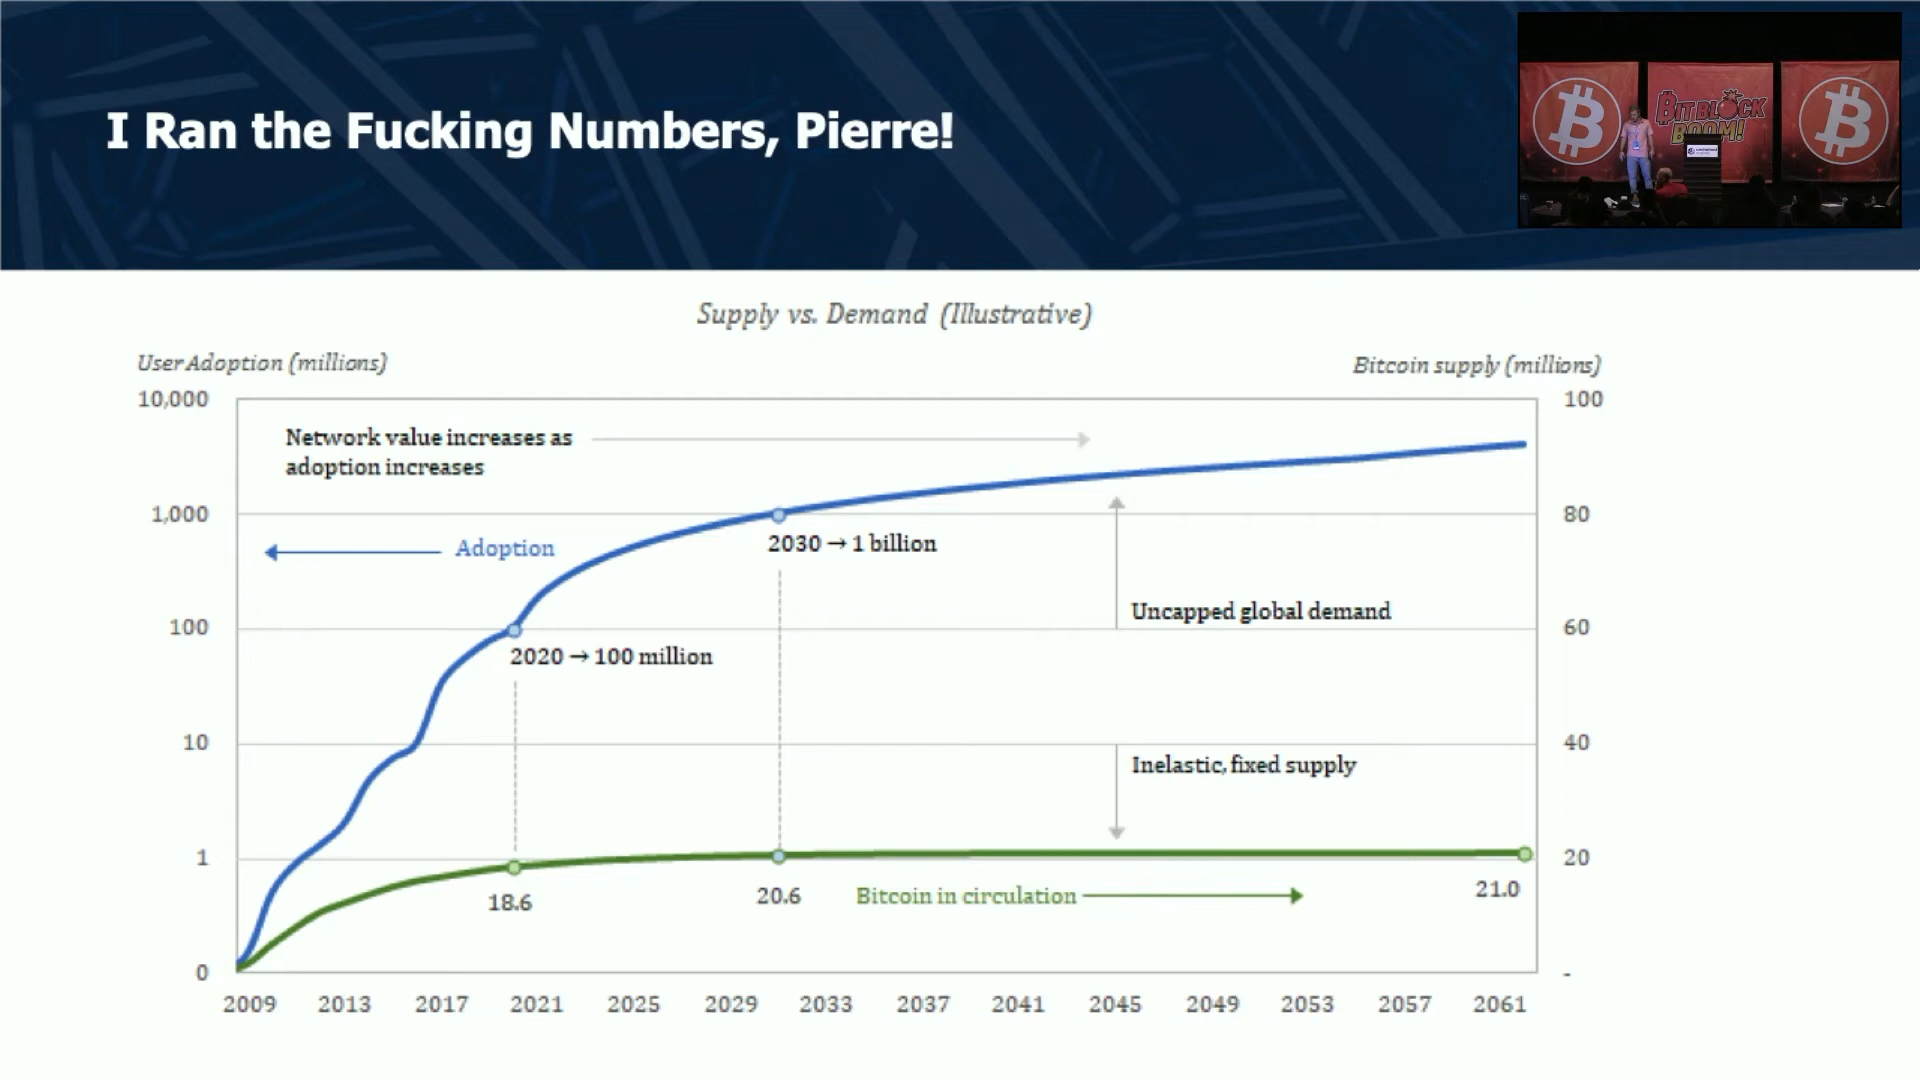 I Ran the Fucking Numbers, Pierre!
BITBLOCK
BOOM!
Supply vs. Demand (Illustrative)
User Adoption (millions)
Bitcoin supply (millions)
10,000
100
Network value increases as
adoption increases
1,000
80
Adoption
2030 → 1 billion
Uncapped global demand
100
60
2020 → 100 million
10
40
Inelastic, fixed supply
1
20
18.6
20.6
Bitcoin in circulation
21.0
0
-
2009 2013 2017 2021 2025 2029 2033 2037 2041 2045 2049 2053 2057 2061